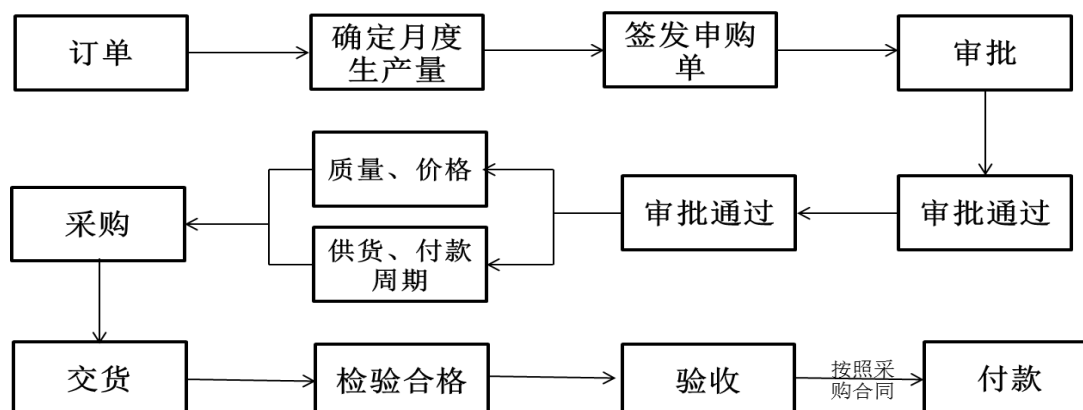 订单
确定月度
生产量
签发申购
单
审批
质量、价格
采购
审批通过
审批通过
供货、付款
周期
交货
检验合格
验收
按照采
购合同
付款